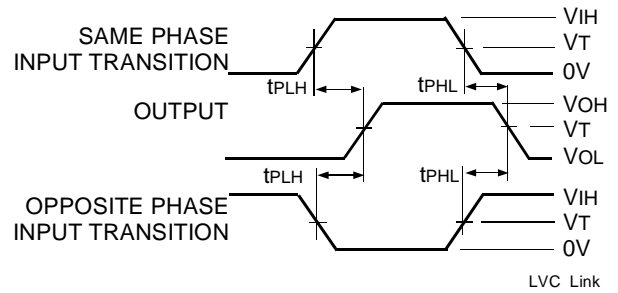 SAME PHASE
INPUT TRANSITION
VIH
VT
0V
tPLH
tPHL
OUTPUT
VOH
VT
VOL
tPLH
tPHL
OPPOSITE PHASE
INPUT TRANSITION
VIH
VT
0V
LVC Link